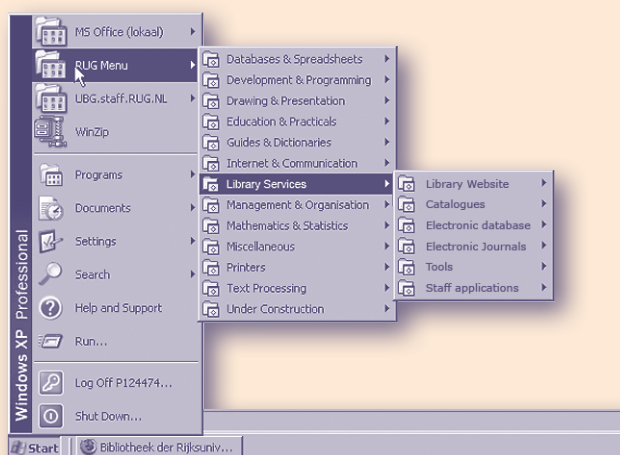 MS Office (lokaal)
RUG Menu
UBG.staff.RUG.NL
WinZip
Programs
Documents
Settings
Search
Help and Support
Run...
Log Off P124474...
Shut Down...
Windows XP Professional
Databases & Spreadsheets
Development & Programming
Drawing & Presentation
Education & Practicals
Guides & Dictionaries
Internet & Communication
Library Services
Management & Organisation
Mathematics & Statistics
Miscellaneous
Printers
Text Processing
Under Construction
Library Website
Catalogues
Electronic database
Electronic Journals
Tools
Staff applications
Start
Bibliotheek der Rijksuniv...